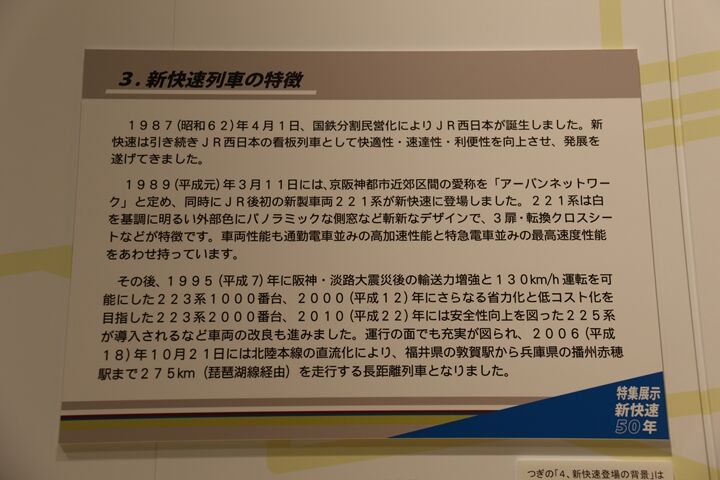 ３．新快速列車の特徴
１９８７(昭和６２)年４月１日、国鉄分割民営化によりＪＲ西日本が誕生しました。新
快速は引き続きＪＲ西日本の看板列車として快適性・速達性・利便性を向上させ、発展を
遂げてきました。
１９８９(平成元)年３月１１日には、京阪神都市近郊区間の愛称を「アーバンネットワー
ク」と定め、同時にＪＲ後初の新製車両２２１系が新快速に登場しました。２２１系は白
を基調に明るい外部色にパノラミックな側窓など斬新なデザインで、３扉・転換クロスシー
トなどが特徴です。車両性能も通勤電車並みの高加速性能と特急電車並みの最高速度性能
をあわせ持っています。
その後、１９９５(平成７)年に阪神・淡路大震災後の輸送力増強と１３０km/h運転を可
能にした２２３系１０００番台、２０００(平成１２)年にさらなる省力化と低コスト化を
目指した２２３系２０００番台、２０１０(平成２２)年には安全性向上を図った２２５系
が導入されるなど車両の改良も進みました。運行の面でも充実が図られ、２００６(平成
１８)年１０月２１日には北陸本線の直流化により、福井県の敦賀駅から兵庫県の播州赤穂
駅まで２７５km(琵琶湖線経由)を走行する長距離列車となりました。
特集展示
新快速
50年
つぎの「４、新快速登場の背景」は